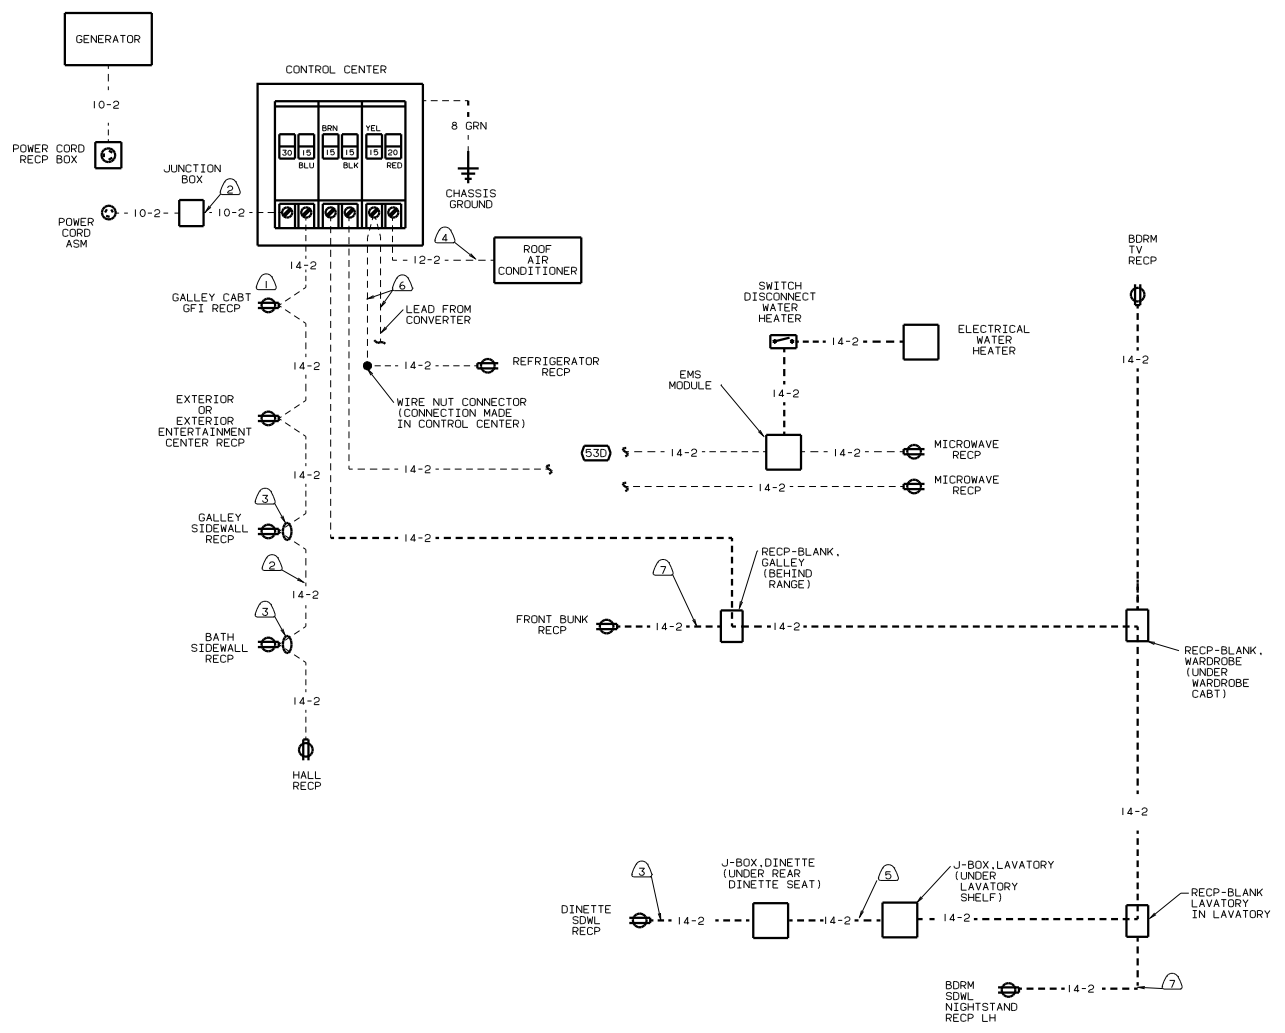 GENERATOR
10-2
POWER CORD
RECP BOX
JUNCTION
BOX
2
POWER
CORD
ASM
10-2
10-2
CONTROL CENTER
BRN
YEL
30
15
15
15
15
20
BLU
BLK
RED
8 GRN
CHASSIS
GROUND
4
12-2
ROOF
AIR
CONDITIONER
14-2
1
GALLEY CABT
GFI RECP
6
LEAD FROM
CONVERTER
14-2
14-2
REFRIGERATOR
RECP
WIRE NUT CONNECTOR
(CONNECTION MADE
IN CONTROL CENTER)
EXTERIOR
OR
EXTERIOR
ENTERTAINMENT
CENTER RECP
14-2
14-2
3
GALLEY
SIDEWALL
RECP
14-2
2
14-2
3
BATH
SIDEWALL
RECP
14-2
HALL
RECP
SWITCH
DISCONNECT
WATER
HEATER
14-2
ELECTRICAL
WATER
HEATER
EMS
MODULE
14-2
53D
14-2
14-2
MICROWAVE
RECP
14-2
MICROWAVE
RECP
BDRM
TV
RECP
14-2
RECP-BLANK,
GALLEY
(BEHIND
RANGE)
7
FRONT BUNK
RECP
14-2
14-2
RECP-BLANK,
WARDROBE
(UNDER
WARDROBE
CABT)
14-2
3
J-BOX,DINETTE
(UNDER REAR
DINETTE SEAT)
5
J-BOX,LAVATORY
(UNDER
LAVATORY
SHELF)
RECP-BLANK
LAVATORY
IN LAVATORY
DINETTE
SDWL
RECP
14-2
14-2
14-2
BDRM
SDWL
NIGHTSTAND
RECP LH
14-2
7